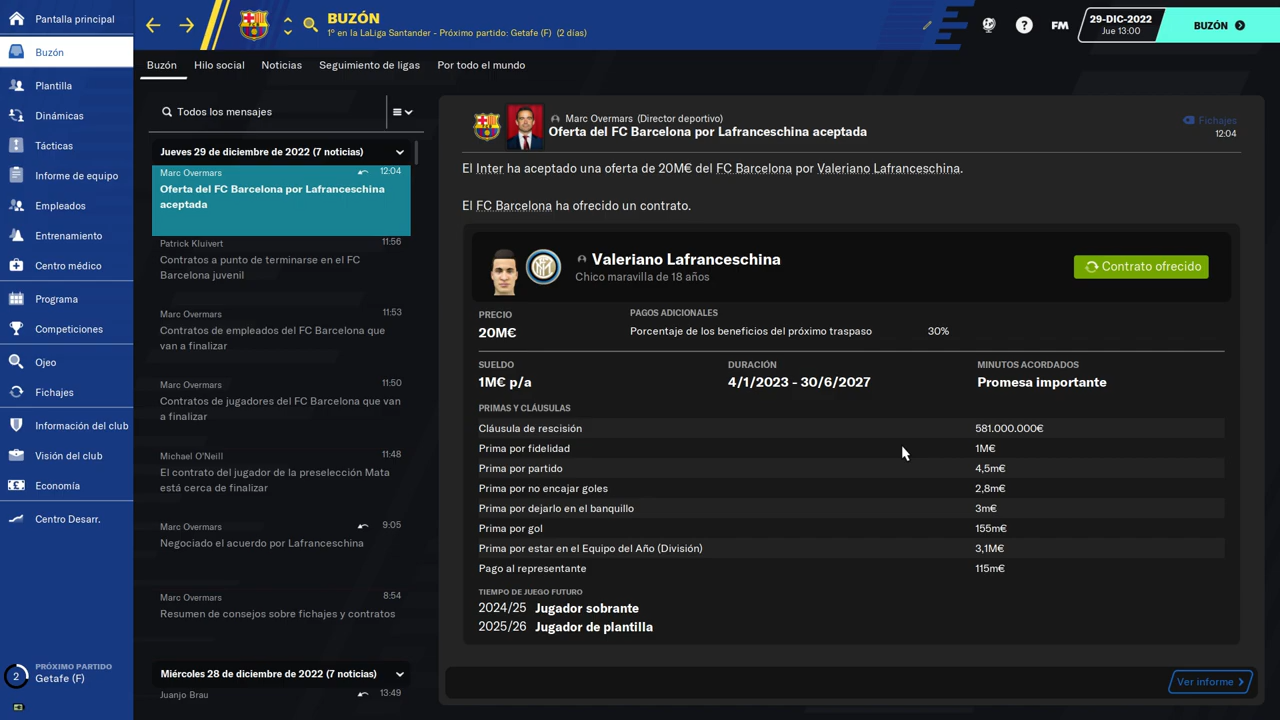 Pantalla principal
Buzón
Plantilla
Dinámicas
Tácticas
Informe de equipo
Empleados
Entrenamiento
Centro médico
Programa
Competiciones
Ojeo
Fichajes
Información del club
Visión del club
Economía
Centro Desarr.
PRÓXIMO PARTIDO
2 Getafe (F)
BUZÓN
1º en la LaLiga Santander - Próximo partido: Getafe (F) (2 días)
? FM
29-DIC-2022
Jue 13:00
BUZÓN
Buzón Hilo social Noticias Seguimiento de ligas Por todo el mundo
Todos los mensajes
Jueves 29 de diciembre de 2022 (7 noticias)
Marc Overmars 12:04
Oferta del FC Barcelona por Lafranceschina
aceptada
Patrick Kluivert 11:56
Contratos a punto de terminarse en el FC
Barcelona juvenil
Marc Overmars 11:53
Contratos de empleados del FC Barcelona que
van a finalizar
Marc Overmars 11:50
Contratos de jugadores del FC Barcelona que van
a finalizar
Michael O'Neill 11:48
El contrato del jugador de la preselección Mata
está cerca de finalizar
Marc Overmars 9:05
Negociado el acuerdo por Lafranceschina
Marc Overmars 8:54
Resumen de consejos sobre fichajes y contratos
Miércoles 28 de diciembre de 2022 (7 noticias)
Juanjo Brau 13:49
Marc Overmars (Director deportivo)
Oferta del FC Barcelona por Lafranceschina aceptada
Fichajes
12:04
El Inter ha aceptado una oferta de 20M€ del FC Barcelona por Valeriano Lafranceschina.
El FC Barcelona ha ofrecido un contrato.
Valeriano Lafranceschina
Chico maravilla de 18 años
Contrato ofrecido
PRECIO
20M€
PAGOS ADICIONALES
Porcentaje de los beneficios del próximo traspaso 30%
SUELDO
1M€ p/a
DURACIÓN
4/1/2023 - 30/6/2027
MINUTOS ACORDADOS
Promesa importante
PRIMAS Y CLÁUSULAS
Cláusula de rescisión 581.000.000€
Prima por fidelidad 1M€
Prima por partido 4,5m€
Prima por no encajar goles 2,8m€
Prima por dejarlo en el banquillo 3m€
Prima por gol 155m€
Prima por estar en el Equipo del Año (División) 3,1M€
Pago al representante 115m€
TIEMPO DE JUEGO FUTURO
2024/25 Jugador sobrante
2025/26 Jugador de plantilla
Ver informe